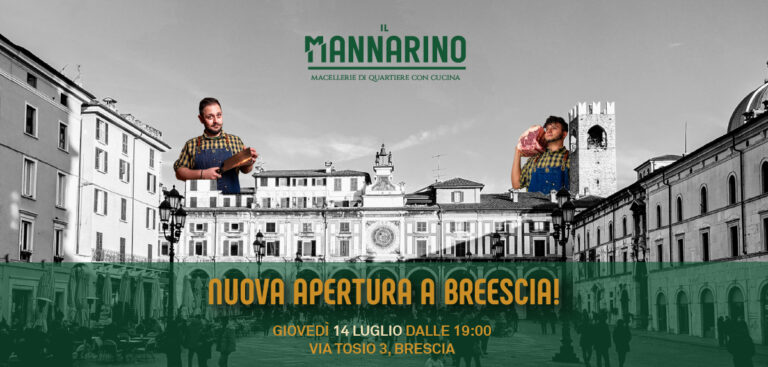 IL
MANNARINO
MACELLERIE DI QUARTIERE CON CUCINA
NUOVA APERTURA A BREESCIA!
GIOVEDÌ 14 LUGLIO DALLE 19:00
VIA TOSIO 3, BRESCIA